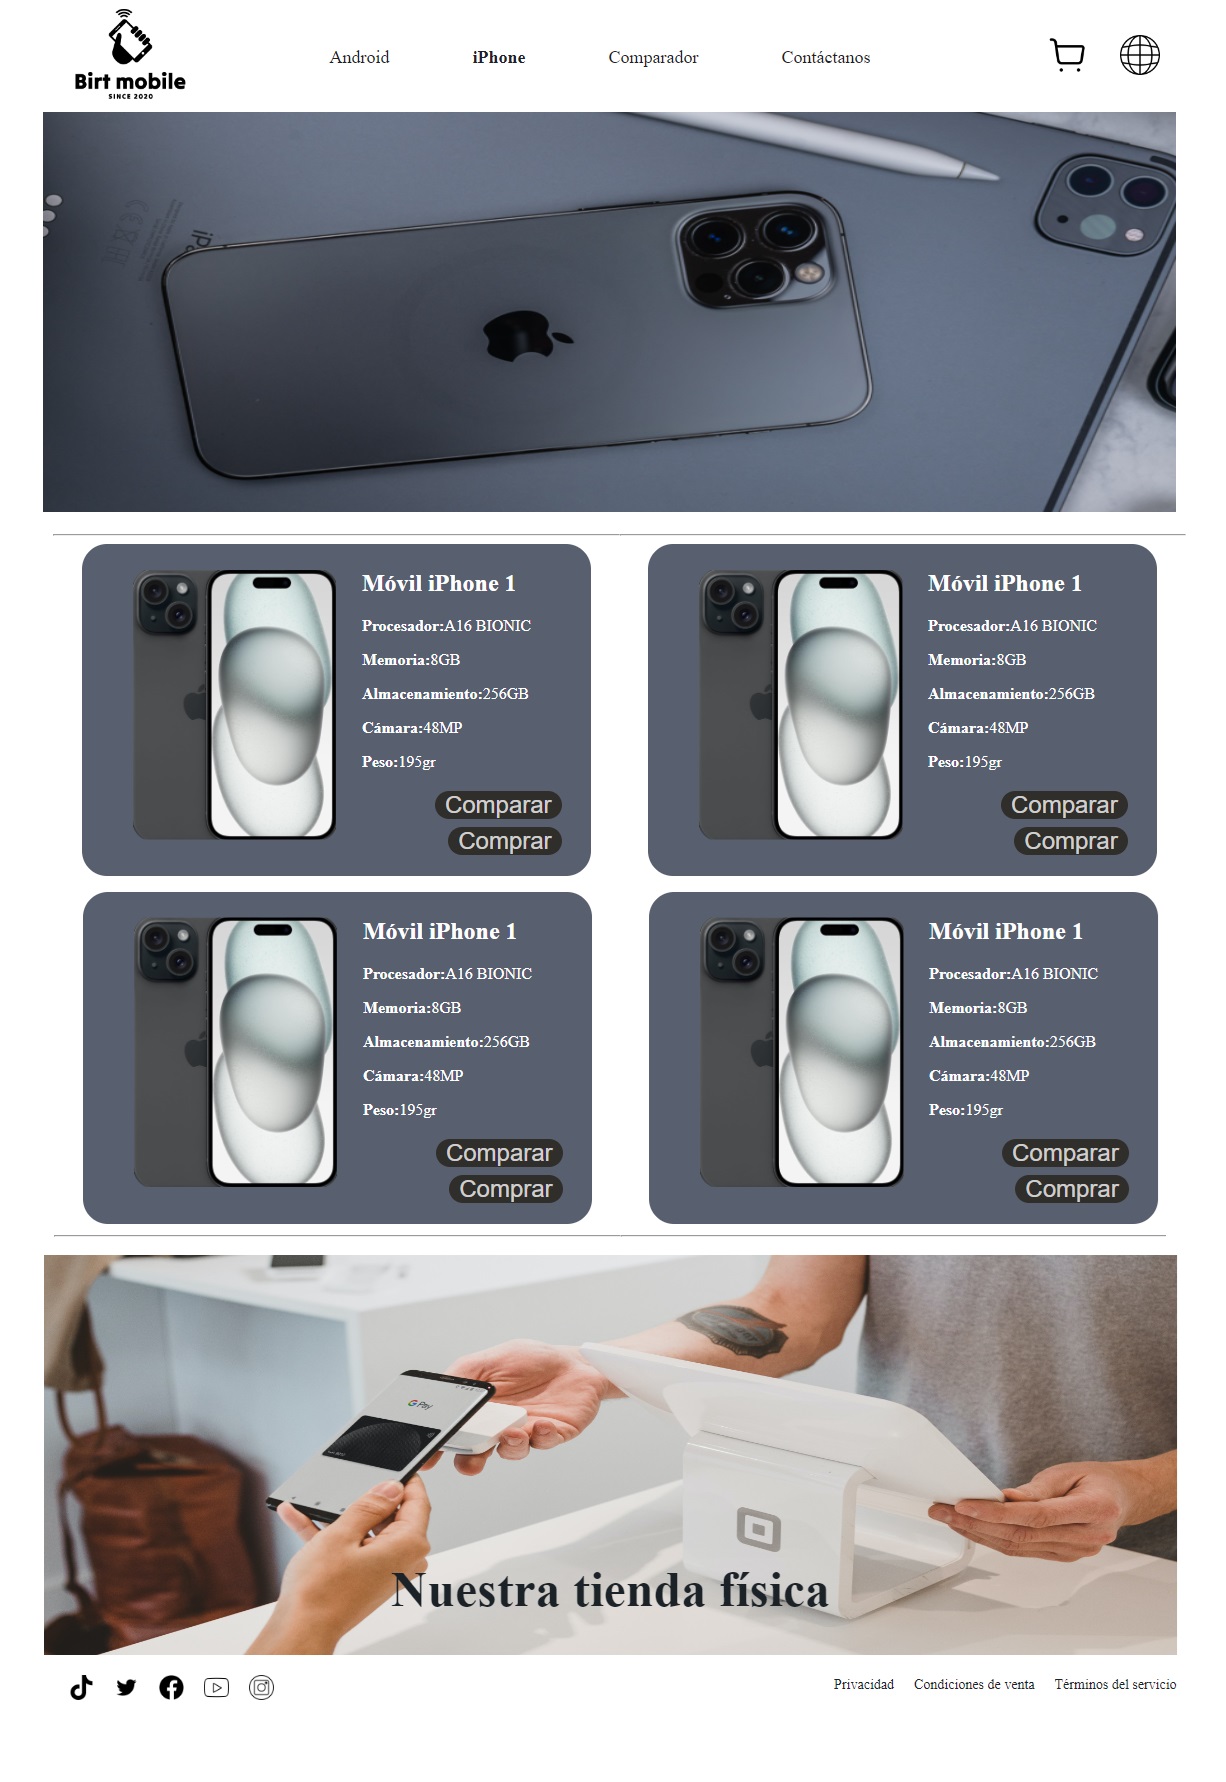 Birt mobile
SINCE 2020
Android
iPhone
Comparador
Contáctanos
Móvil iPhone 1
Procesador:A16 BIONIC
Memoria:8GB
Almacenamiento:256GB
Cámara:48MP
Peso:195gr
Comparar
Comprar
Móvil iPhone 1
Procesador:A16 BIONIC
Memoria:8GB
Almacenamiento:256GB
Cámara:48MP
Peso:195gr
Comparar
Comprar
Móvil iPhone 1
Procesador:A16 BIONIC
Memoria:8GB
Almacenamiento:256GB
Cámara:48MP
Peso:195gr
Comparar
Comprar
Móvil iPhone 1
Procesador:A16 BIONIC
Memoria:8GB
Almacenamiento:256GB
Cámara:48MP
Peso:195gr
Comparar
Comprar
G Pay
Nuestra tienda física
Privacidad
Condiciones de venta
Términos del servicio